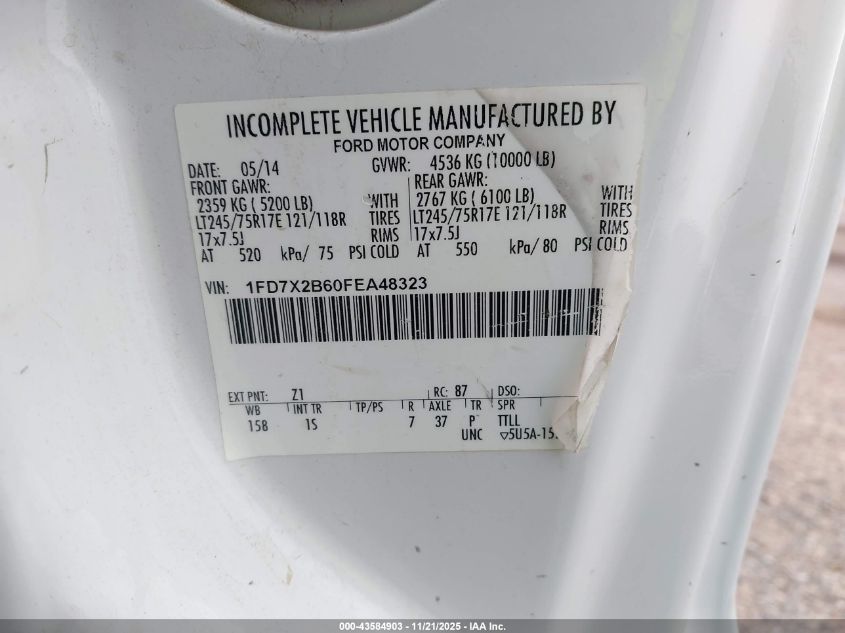 INCOMPLETE VEHICLE MANUFACTURED BY
FORD MOTOR COMPANY
DATE: 05/14 GVWR: 4536 KG (10000 LB)
FRONT GAWR: REAR GAWR:
2359 KG ( 5200 LB) WITH 2767 KG ( 6100 LB) WITH
LT245/75R17E 121/118R TIRES LT245/75R17E 121/118R TIRES
17x7.5J RIMS 17x7.5J RIMS
AT 520 kPa/ 75 PSI COLD AT 550 kPa/ 80 PSI COLD
VIN: 1FD7X2B60FEA48323
EXT PNT: Z1 RC: 87 DSO:
WB INT TR TP/PS R AXLE TR SPR
158 1S 7 37 P TTLL
UNC ▽5U5A-15
000-43584903 - 11/21/2025 - IAA Inc.